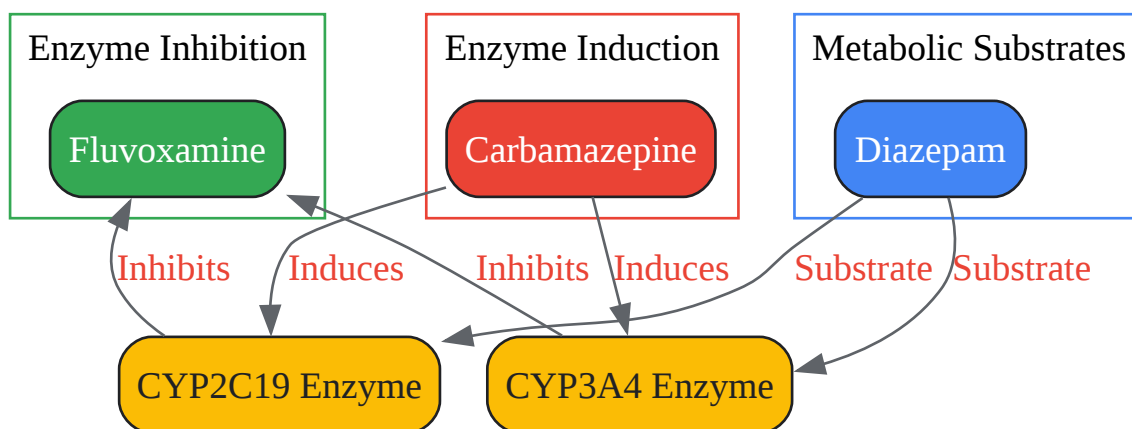 Enzyme Inhibition
Enzyme Induction
Metabolic Substrates
Fluvoxamine
Carbamazepine
Diazepam
Inhibits
Induces
Inhibits
Induces
Substrate
Substrate
CYP2C19 Enzyme
CYP3A4 Enzyme